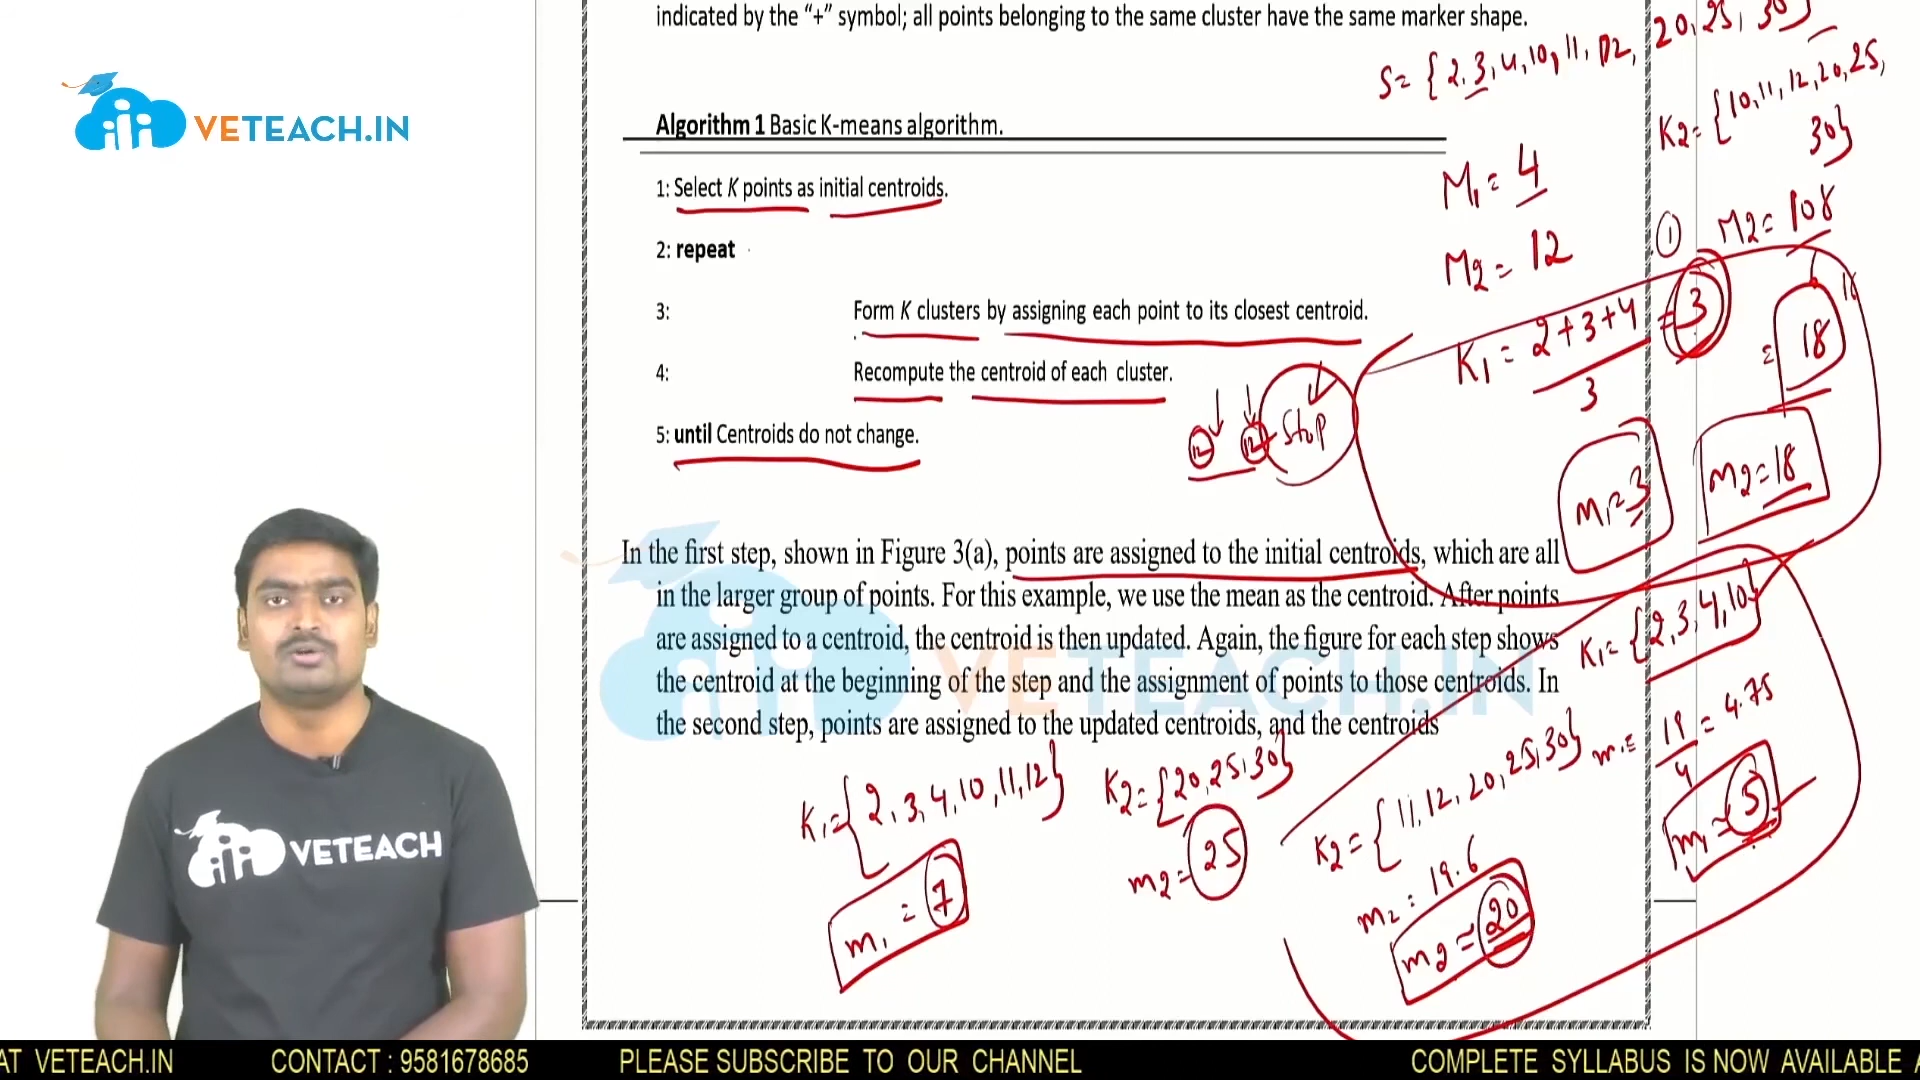 indicated by the “+” symbol; all points belonging to the same cluster have the same marker shape.
S= {2,3,4,10,11,12, 20,25,30}
VETEACH.IN
Algorithm 1 Basic K-means algorithm.
K2= {10,11,12,20,25,
30}
M1= 4
1: Select K points as initial centroids.
M2= 12
① M2= 108
2: repeat
K1= 2+3+4 = 3
3
= 18
3: Form K clusters by assigning each point to its closest centroid.
4: Recompute the centroid of each cluster.
12 12 Stop
5: until Centroids do not change.
m1=3
m2=18
In the first step, shown in Figure 3(a), points are assigned to the initial centroids, which are all
in the larger group of points. For this example, we use the mean as the centroid. After points
are assigned to a centroid, the centroid is then updated. Again, the figure for each step shows
the centroid at the beginning of the step and the assignment of points to those centroids. In
the second step, points are assigned to the updated centroids, and the centroids
VETEACH.IN
K1= {2,3,4,10}
m1= 19 = 4.75
4
m1 = 5
K1={2,3,4,10,11,12}
m1 = 7
K2={20,25,30}
m2= 25
K2= {11,12,20,25,30}
m2= 19.6
m2≈20
VETEACH
AT VETEACH.IN CONTACT : 9581678685 PLEASE SUBSCRIBE TO OUR CHANNEL COMPLETE SYLLABUS IS NOW AVAILABLE A